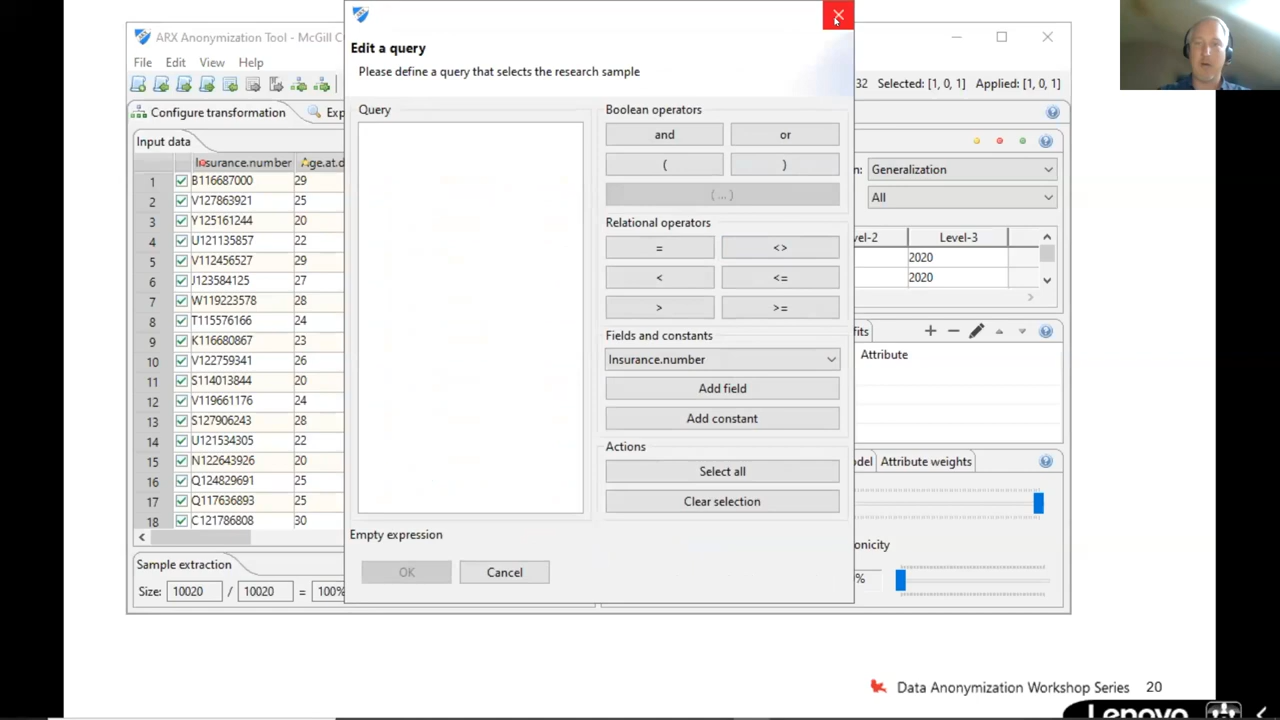 ARX Anonymization Tool - McGill C
File Edit View Help
32 Selected: [1, 0, 1] Applied: [1, 0, 1]
Configure transformation
Exp
Input data
Insurance.number
Age.at.d
1 B116687000 29
2 V127863921 25
3 Y125161244 20
4 U121135857 22
5 V112456527 29
6 J123584125 27
7 W119223578 28
8 T115576166 24
9 K116680867 23
10 V122759341 26
11 S114013844 20
12 V119661176 24
13 S127906243 28
14 U121534305 22
15 N122643926 20
16 Q124829691 25
17 Q117636893 25
18 C121786808 30
Sample extraction
Size: 10020 / 10020 = 100%
Edit a query
Please define a query that selects the research sample
Query
Empty expression
OK Cancel
Boolean operators
and or
( )
( ... )
Relational operators
= <>
< <=
> >=
Fields and constants
Insurance.number
Add field
Add constant
Actions
Select all
Clear selection
n: Generalization
All
vel-2 Level-3
2020
2020
fits
Attribute
del Attribute weights
onicity
%
Data Anonymization Workshop Series 20
Lenovo